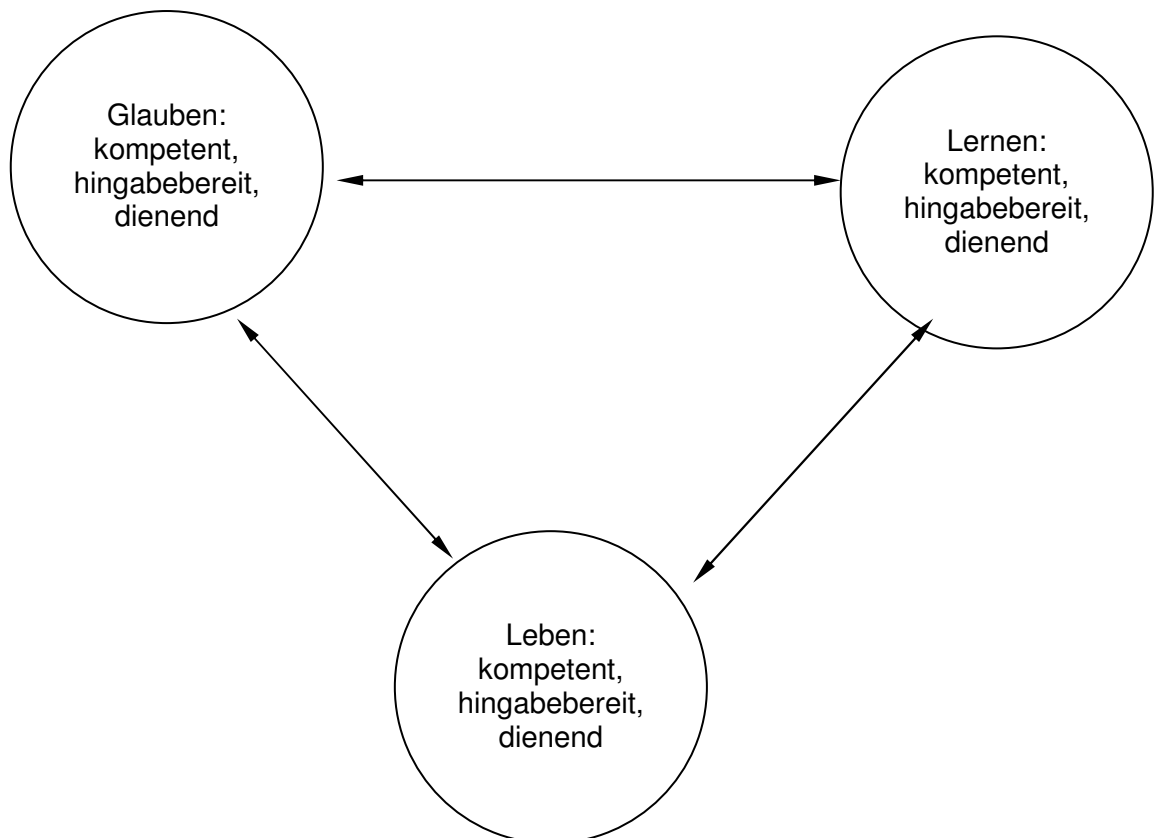 Glauben:
kompetent,
hingabebereit,
dienend
Lernen:
kompetent,
hingabebereit,
dienend
Leben:
kompetent,
hingabebereit,
dienend